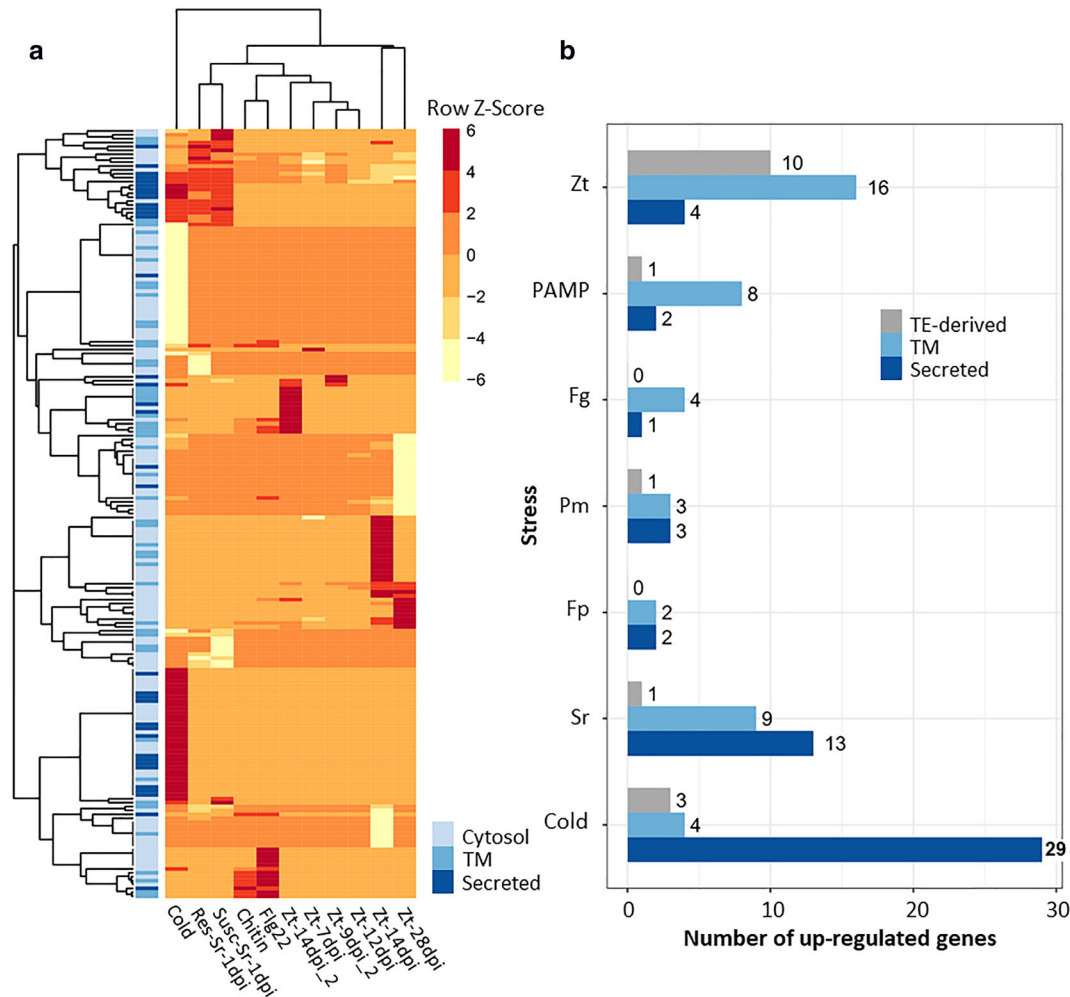 a
Row Z-Score
6
4
2
0
−2
−4
−6
Cytosol
TM
Secreted
Cold
Res-Sr-1dpi
Susc-Sr-1dpi
Chitin
Flg22
Zt-14dpi_2
Zt-7dpi
Zt-9dpi_2
Zt-12dpi
Zt-14dpi
Zt-28dpi
b
Stress
Zt
10
16
4
PAMP
1
8
2
TE-derived
TM
Secreted
Fg
0
4
1
Pm
1
3
3
Fp
0
2
2
Sr
1
9
13
Cold
3
4
29
0
10
20
30
Number of up-regulated genes